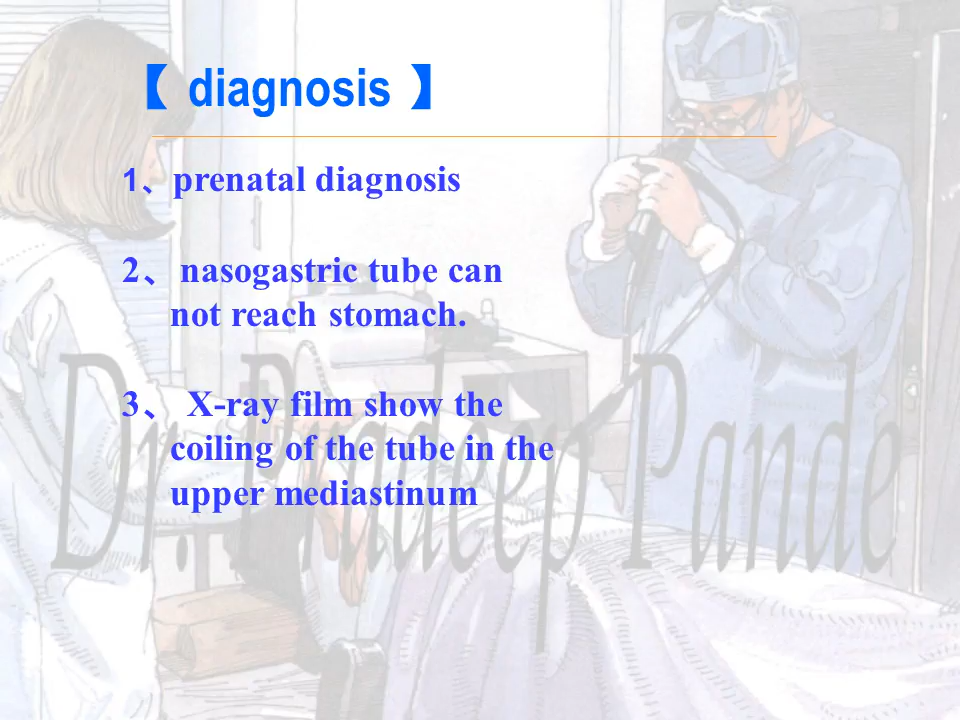 【 diagnosis 】
1、prenatal diagnosis
2、 nasogastric tube can
not reach stomach.
3、 X-ray film show the
coiling of the tube in the
upper mediastinum
Dr. Pradeep Pande